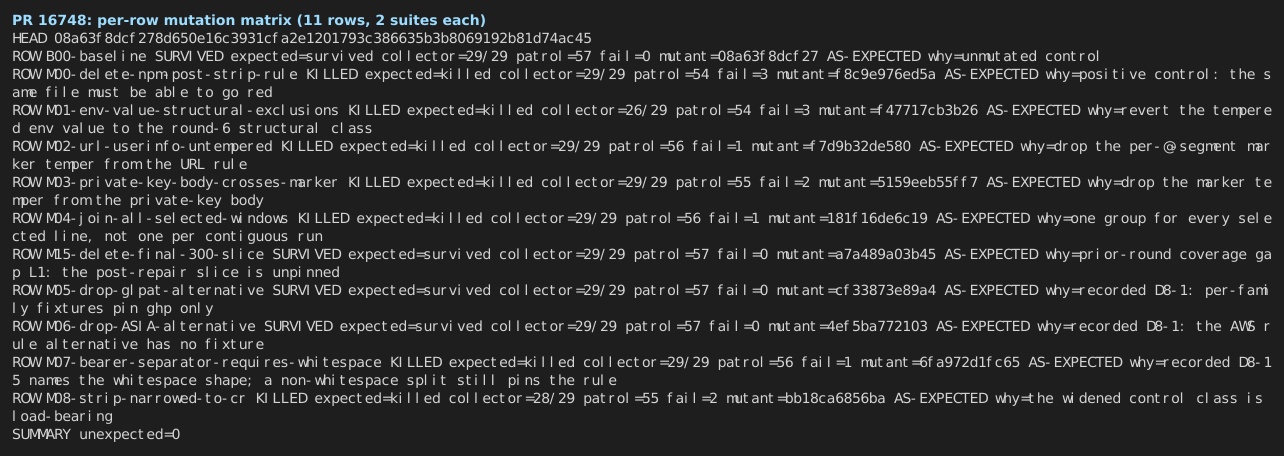 PR 16748: per-row mutation matrix (11 rows, 2 suites each)
HEAD 08a63f8dcf278d650e16c3931cfa2e1201793c386635b3b8069192b81d74ac45
ROW B00-baseline SURVIVED expected=survived collector=29/29 patrol=57 fail=0 mutant=08a63f8dcf27 AS-EXPECTED why=unmutated control
ROW M00-delete-npm-post-strip-rule KILLED expected=killed collector=29/29 patrol=54 fail=3 mutant=f8c9e976ed5a AS-EXPECTED why=positive control: the s
ame file must be able to go red
ROW M01-env-value-structural-exclusions KILLED expected=killed collector=26/29 patrol=54 fail=3 mutant=f47717cb3b26 AS-EXPECTED why=revert the tempere
d env value to the round-6 structural class
ROW M02-url-userinfo-untempered KILLED expected=killed collector=29/29 patrol=56 fail=1 mutant=f7d9b32de580 AS-EXPECTED why=drop the per-@segment mar
ker temper from the URL rule
ROW M03-private-key-body-crosses-marker KILLED expected=killed collector=29/29 patrol=55 fail=2 mutant=5159eeb55ff7 AS-EXPECTED why=drop the marker te
mper from the private-key body
ROW M04-join-all-selected-windows KILLED expected=killed collector=29/29 patrol=56 fail=1 mutant=181f16de6c19 AS-EXPECTED why=one group for every sele
cted line, not one per contiguous run
ROW M15-delete-final-300-slice SURVIVED expected=survived collector=29/29 patrol=57 fail=0 mutant=a7a489a03b45 AS-EXPECTED why=prior-round coverage ga
p L1: the post-repair slice is unpinned
ROW M05-drop-glpat-alternative SURVIVED expected=survived collector=29/29 patrol=57 fail=0 mutant=cf33873e89a4 AS-EXPECTED why=recorded D8-1: per-fami
ly fixtures pin ghp only
ROW M06-drop-ASIA-alternative SURVIVED expected=survived collector=29/29 patrol=57 fail=0 mutant=4ef5ba772103 AS-EXPECTED why=recorded D8-1: the AWS r
ule alternative has no fixture
ROW M07-bearer-separator-requires-whitespace KILLED expected=killed collector=29/29 patrol=56 fail=1 mutant=6fa972d1fc65 AS-EXPECTED why=recorded D8-1
5 names the whitespace shape; a non-whitespace split still pins the rule
ROW M08-strip-narrowed-to-cr KILLED expected=killed collector=28/29 patrol=55 fail=2 mutant=bb18ca6856ba AS-EXPECTED why=the widened control class is
load-bearing
SUMMARY unexpected=0